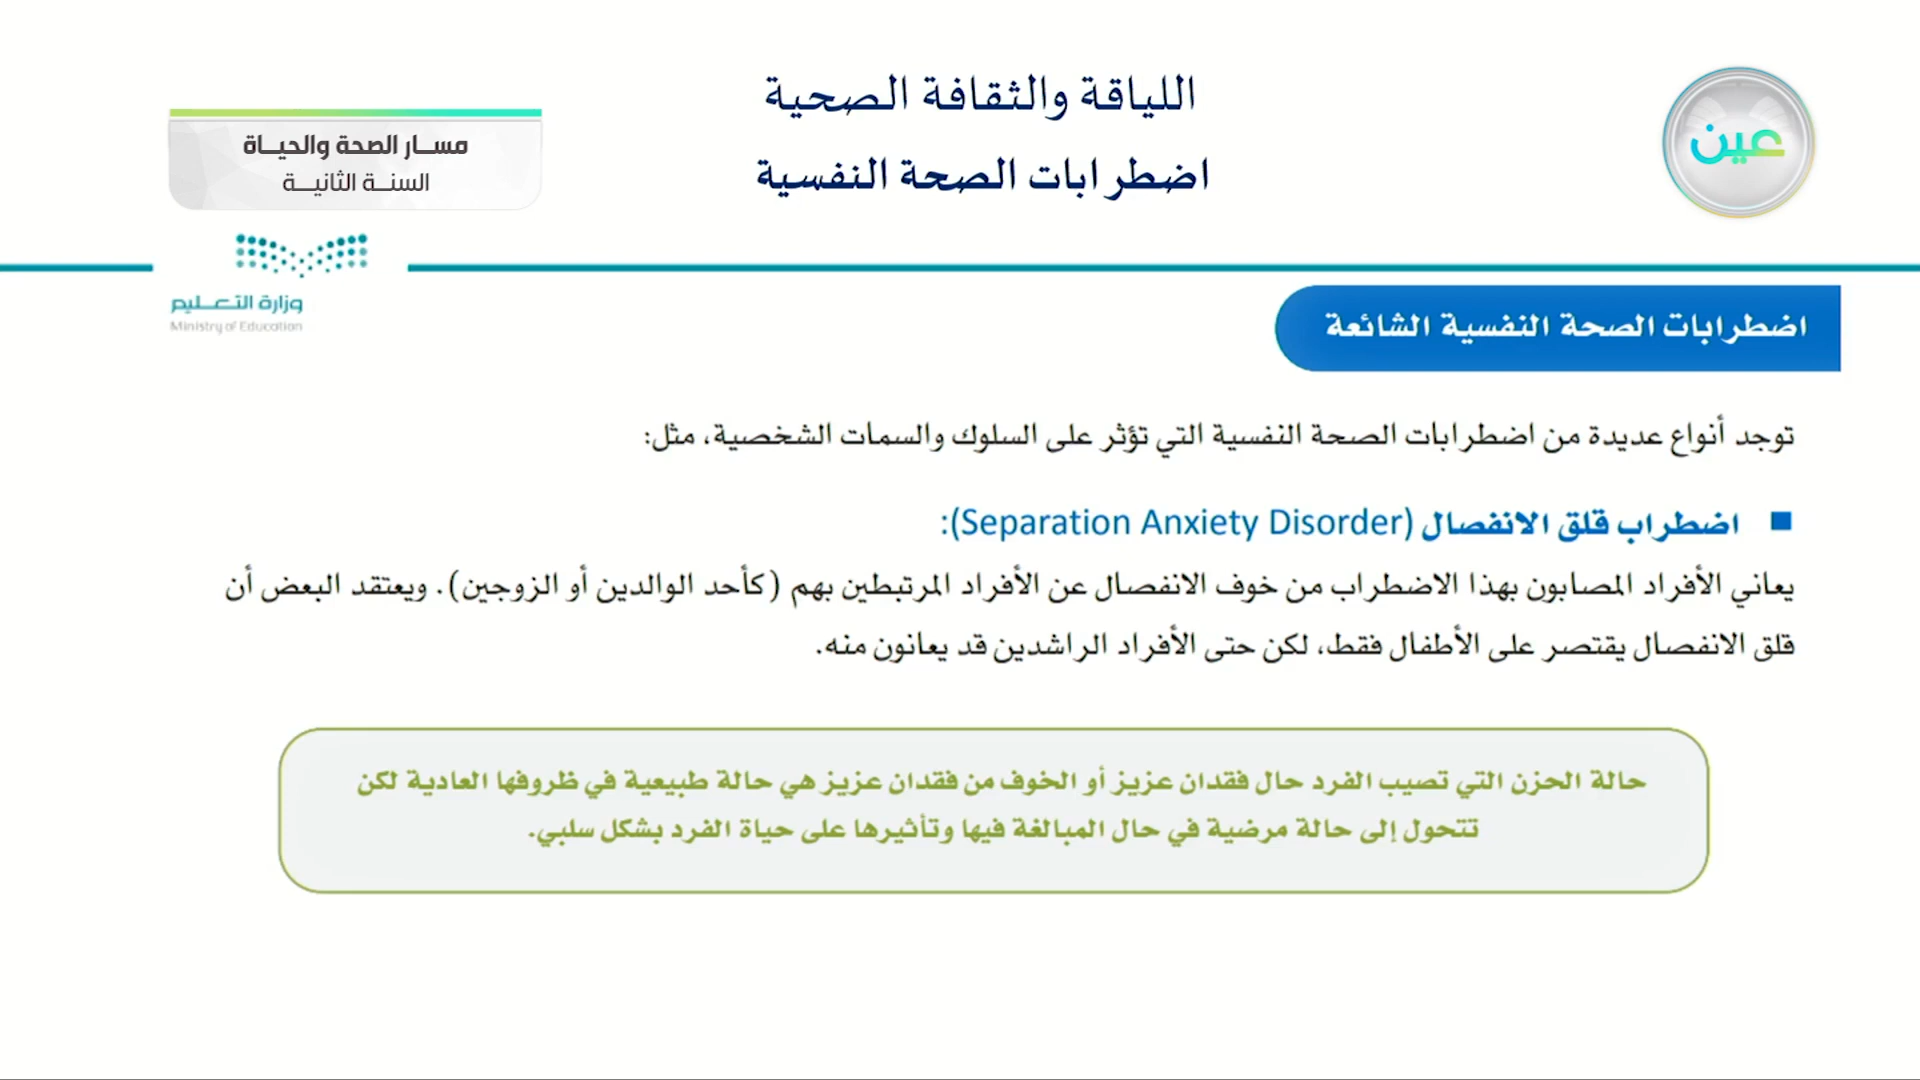 اللياقة والثقافة الصحية
اضطرابات الصحة النفسية
عين
مسـار الصحة والحيـاة
السنـة الثانيـة
وزارة التعـليم
Ministry of Education
اضطرابات الصحة النفسية الشائعة
توجد أنواع عديدة من اضطرابات الصحة النفسية التي تؤثر على السلوك والسمات الشخصية، مثل:
■ اضطراب قلق الانفصال (Separation Anxiety Disorder):
يعاني الأفراد المصابون بهذا الاضطراب من خوف الانفصال عن الأفراد المرتبطين بهم (كأحد الوالدين أو الزوجين). ويعتقد البعض أن
قلق الانفصال يقتصر على الأطفال فقط، لكن حتى الأفراد الراشدين قد يعانون منه.
حالة الحزن التي تصيب الفرد حال فقدان عزيز أو الخوف من فقدان عزيز هي حالة طبيعية في ظروفها العادية لكن
تتحول إلى حالة مرضية في حال المبالغة فيها وتأثيرها على حياة الفرد بشكل سلبي.